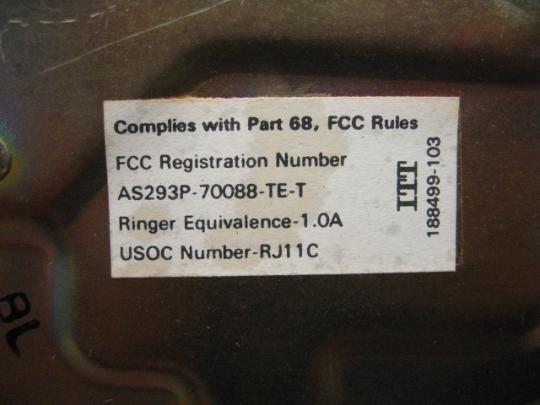 Complies with Part 68, FCC Rules
FCC Registration Number
AS293P-70088-TE-T
Ringer Equivalence-1.0A
USOC Number-RJ11C
ITT
188499-103
BL